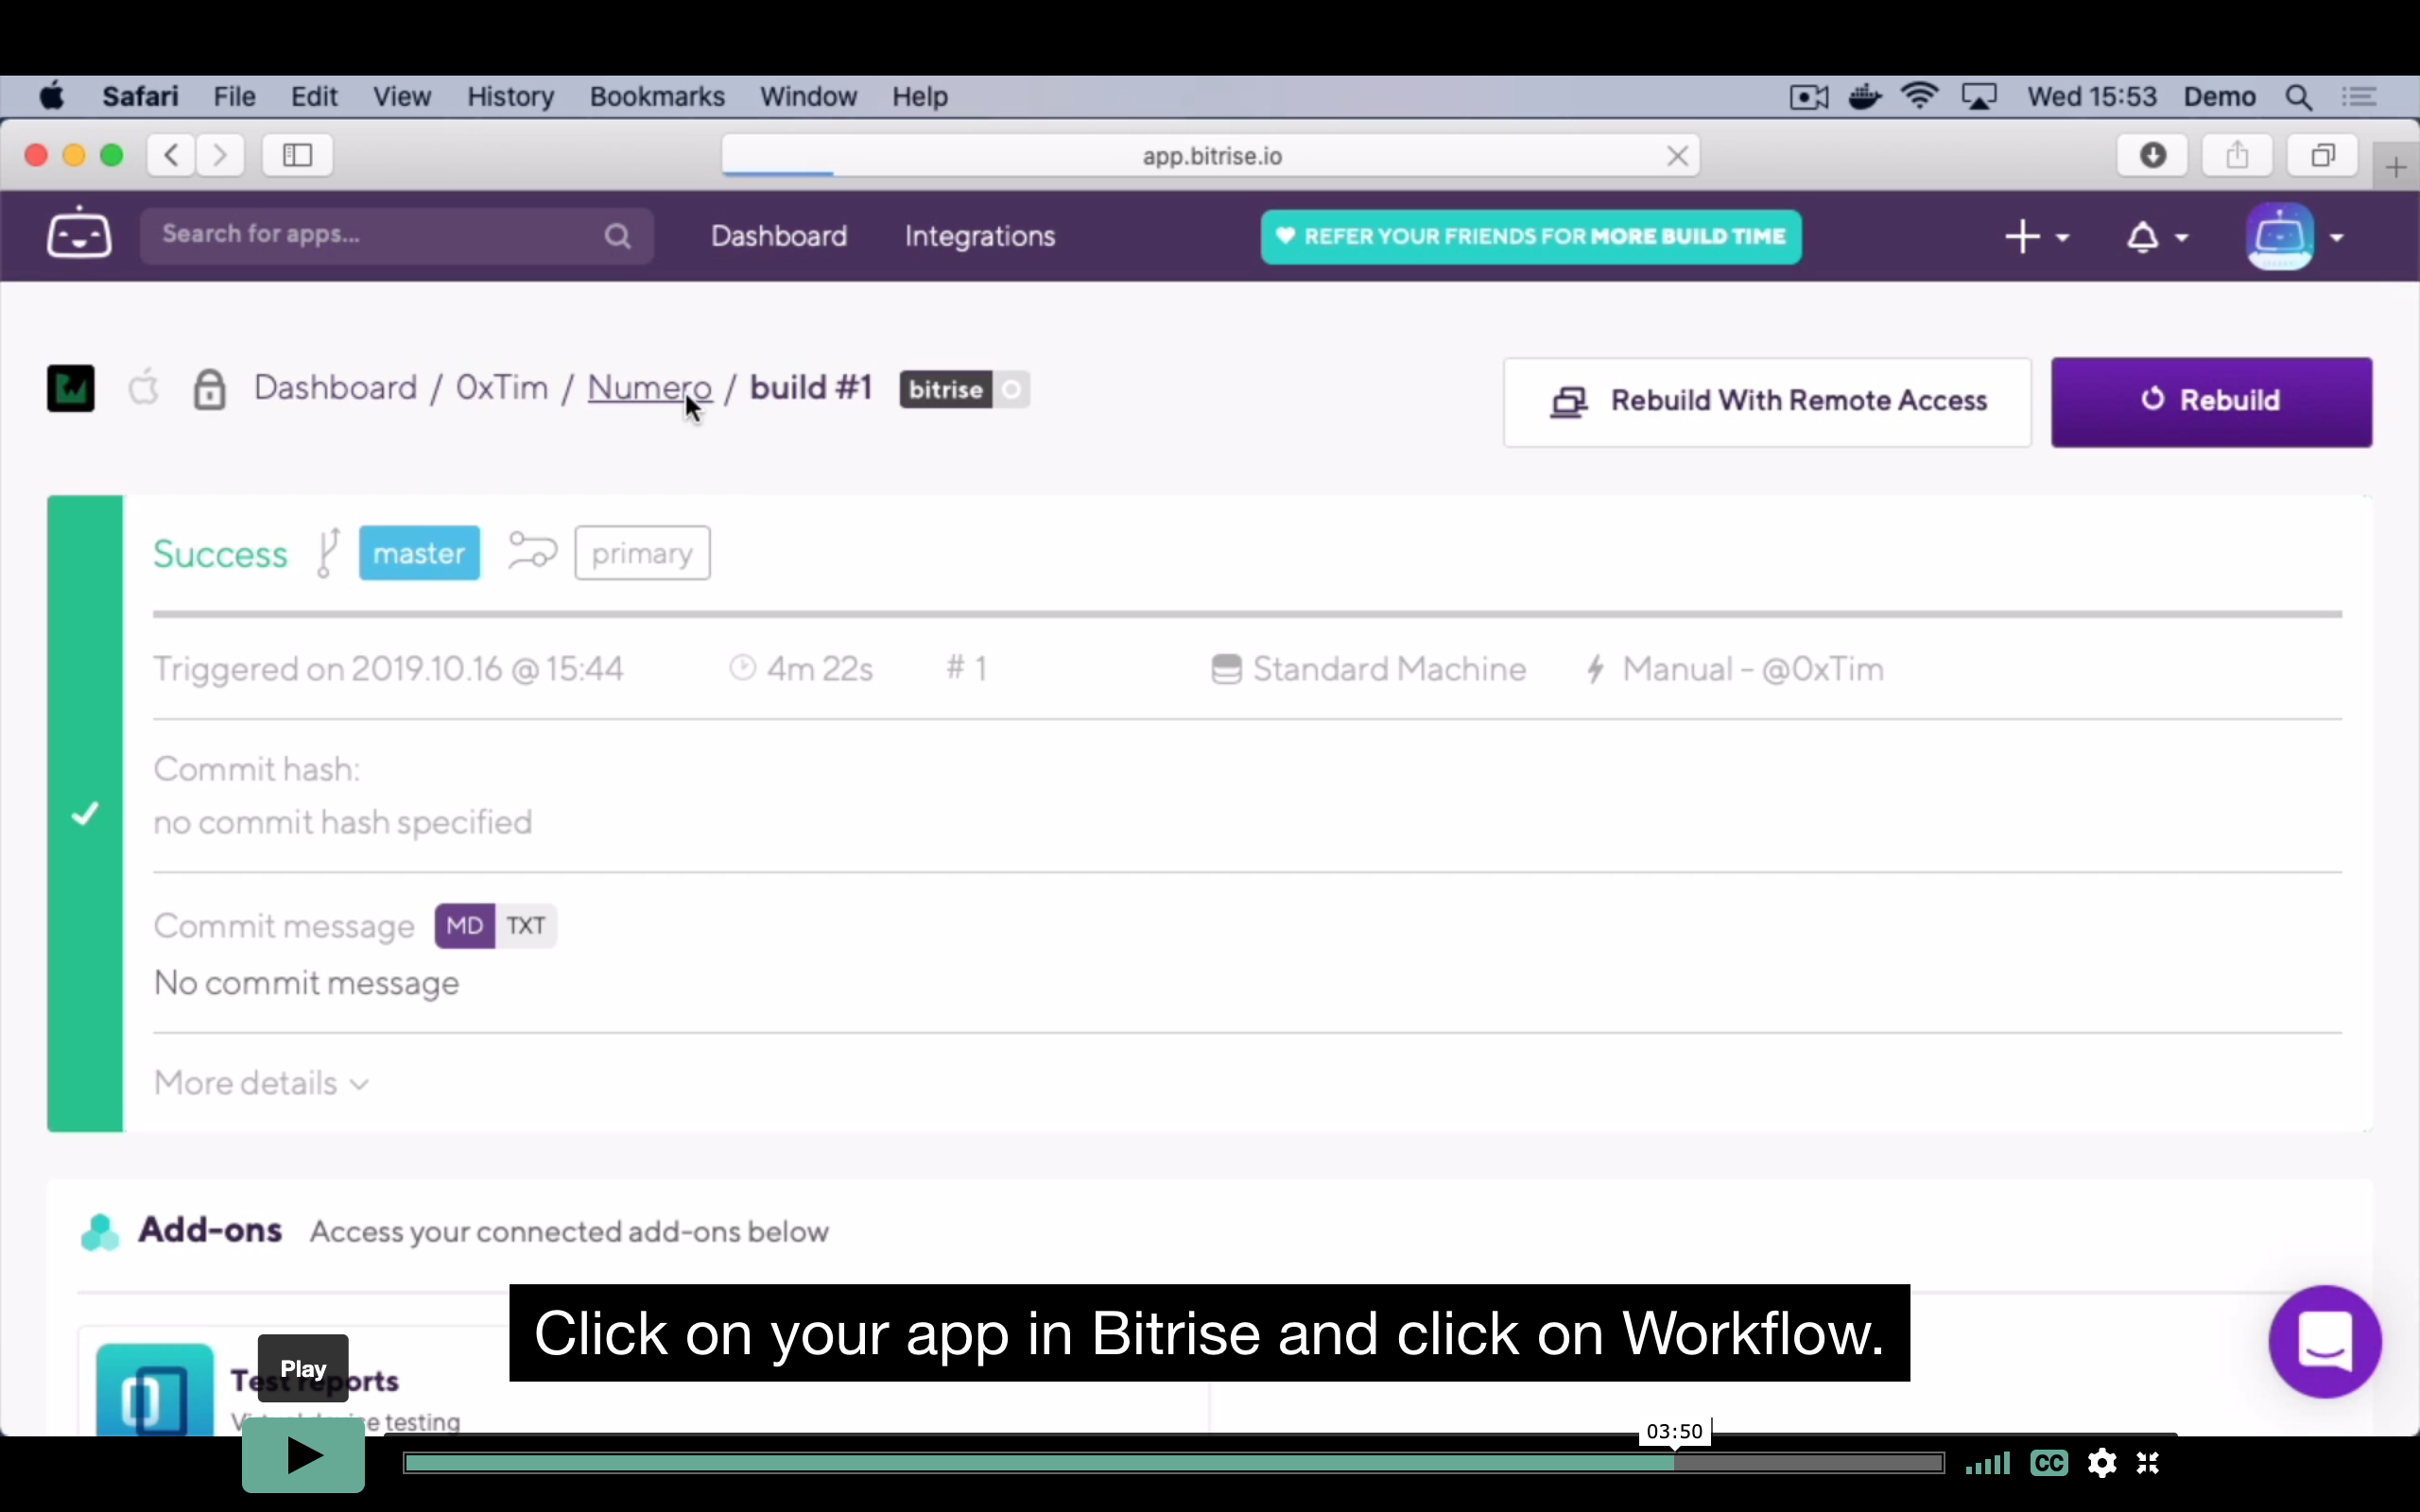 Safari File Edit View History Bookmarks Window Help Wed 15:53 Demo
app.bitrise.io
Search for apps... Dashboard Integrations REFER YOUR FRIENDS FOR MORE BUILD TIME
Dashboard / 0xTim / Numero / build #1 bitrise Rebuild With Remote Access Rebuild
Success master primary
Triggered on 2019.10.16 @ 15:44 4m 22s # 1 Standard Machine Manual - @0xTim
Commit hash:
no commit hash specified
Commit message MD TXT
No commit message
More details
Add-ons Access your connected add-ons below
Click on your app in Bitrise and click on Workflow.
Play
Test reports
testing
03:50
CC